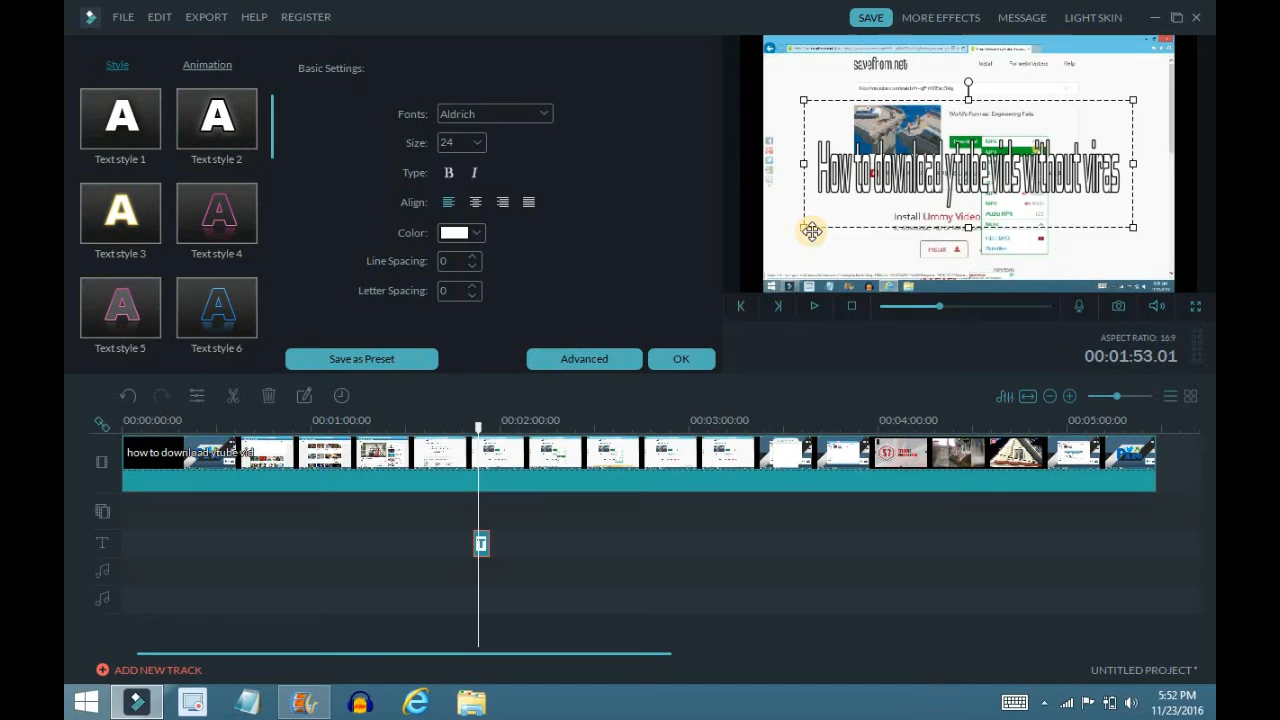 FILE EDIT EXPORT HELP REGISTER SAVE MORE EFFECTS MESSAGE LIGHT SKIN
Style Animation
Basic Settings:
Text style 1 Text style 2
Text style 3 Text style 4
Text style 5 Text style 6
Fonts: Aldrich
Size: 24
Type: B I
Align:
Color:
Line Spacing: 0
Letter Spacing: 0
Save as Preset Advanced OK
savefrom.net Install For webmasters Help
World's Funniest Engineering Fails
How to download ytube vids without viras
Install Ummy Video
Install
ASPECT RATIO: 16:9
00:01:53.01
00:00:00:00 00:01:00:00 00:02:00:00 00:03:00:00 00:04:00:00 00:05:00:00
how to download ytube vid
T
T
ADD NEW TRACK
UNTITLED PROJECT *
5:52 PM
11/23/2016